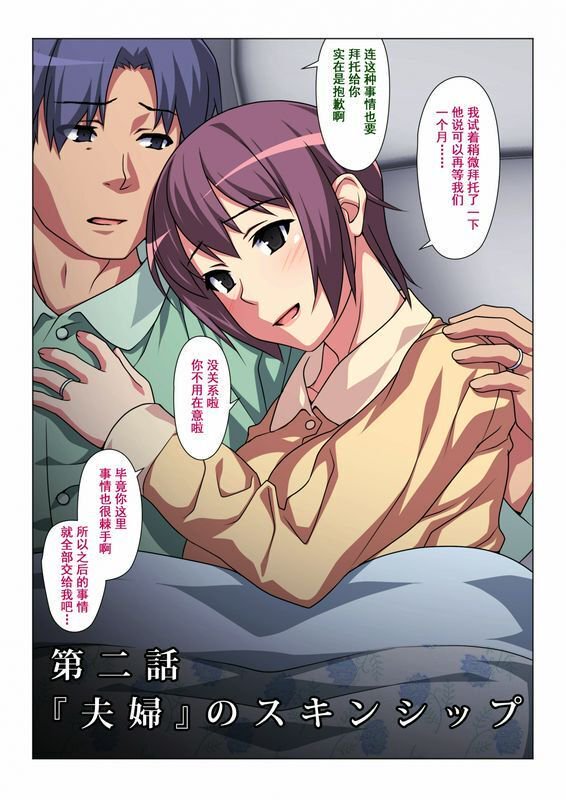 我试着稍微拜托了一下
他说可以再等我们
一个月……
连这种事情也要
拜托给你
实在是抱歉啊
没关系啦
你不用在意啦
毕竟你这里
事情也很棘手啊
所以之后的事情
就全部交给我吧…
第二話
『夫婦』のスキンシップ